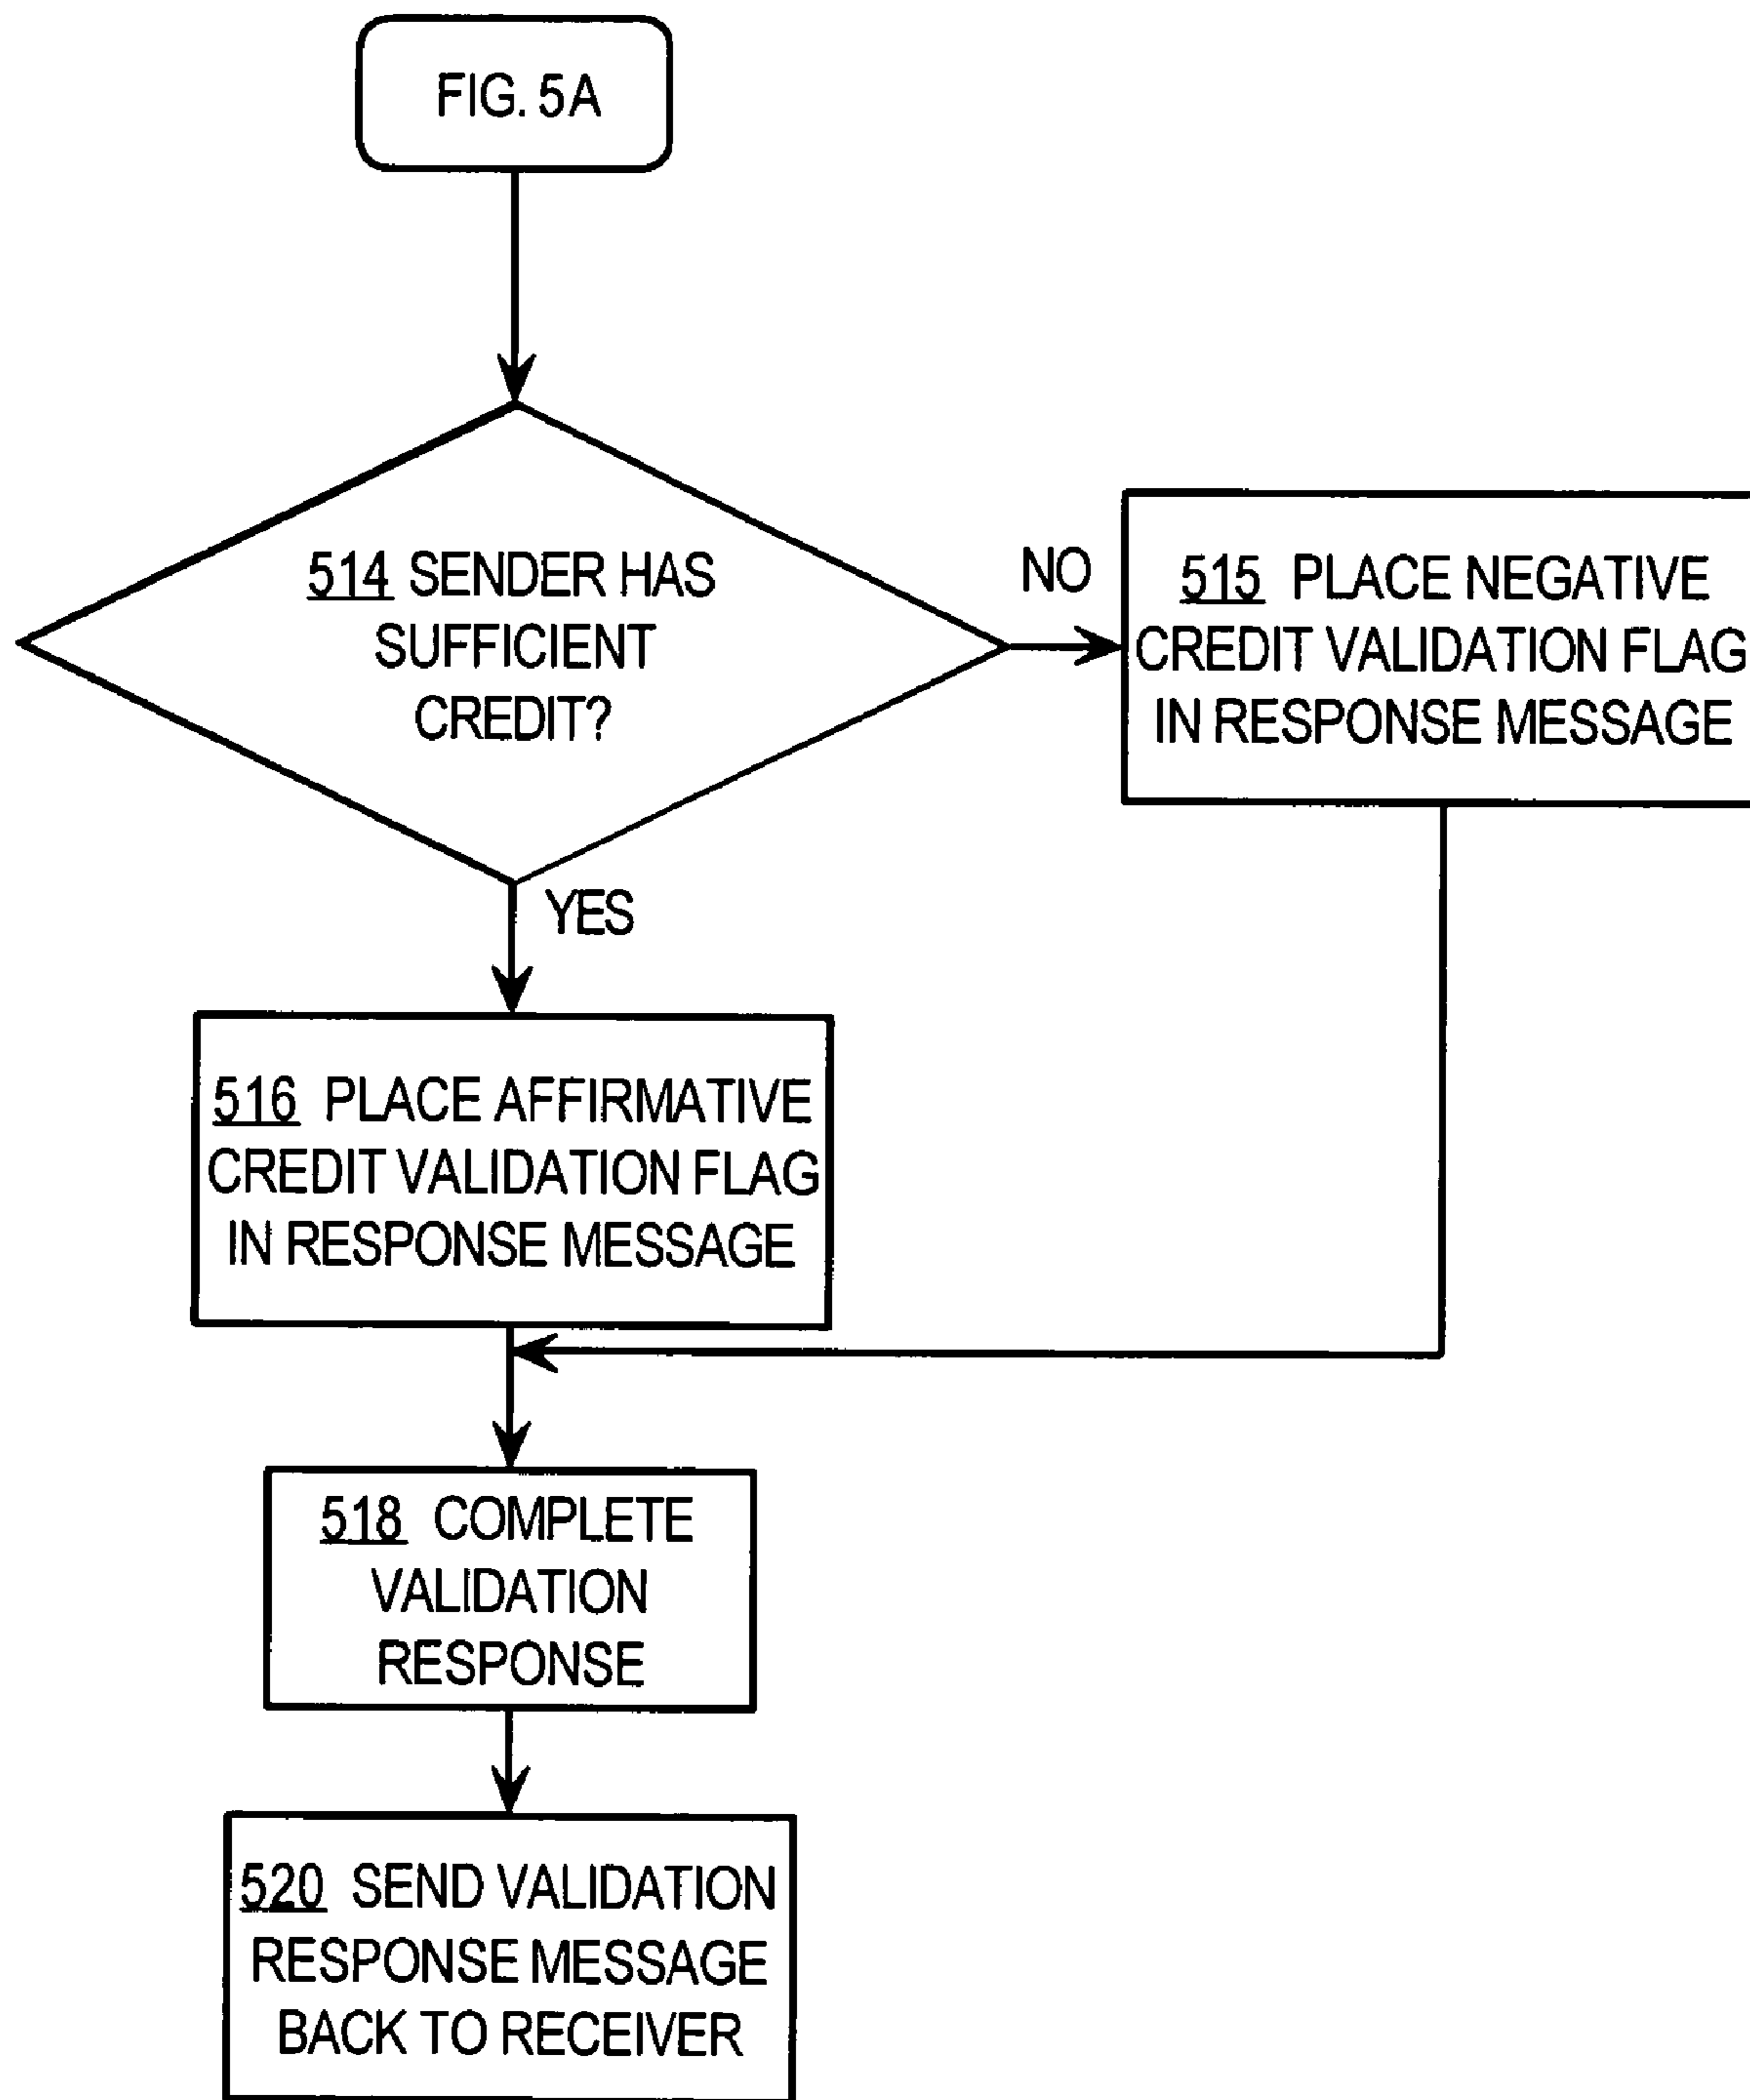 FIG. 5A
514 SENDER HAS
SUFFICIENT
CREDIT?
NO
515 PLACE NEGATIVE
CREDIT VALIDATION FLAG
IN RESPONSE MESSAGE
YES
516 PLACE AFFIRMATIVE
CREDIT VALIDATION FLAG
IN RESPONSE MESSAGE
518 COMPLETE
VALIDATION
RESPONSE
520 SEND VALIDATION
RESPONSE MESSAGE
BACK TO RECEIVER